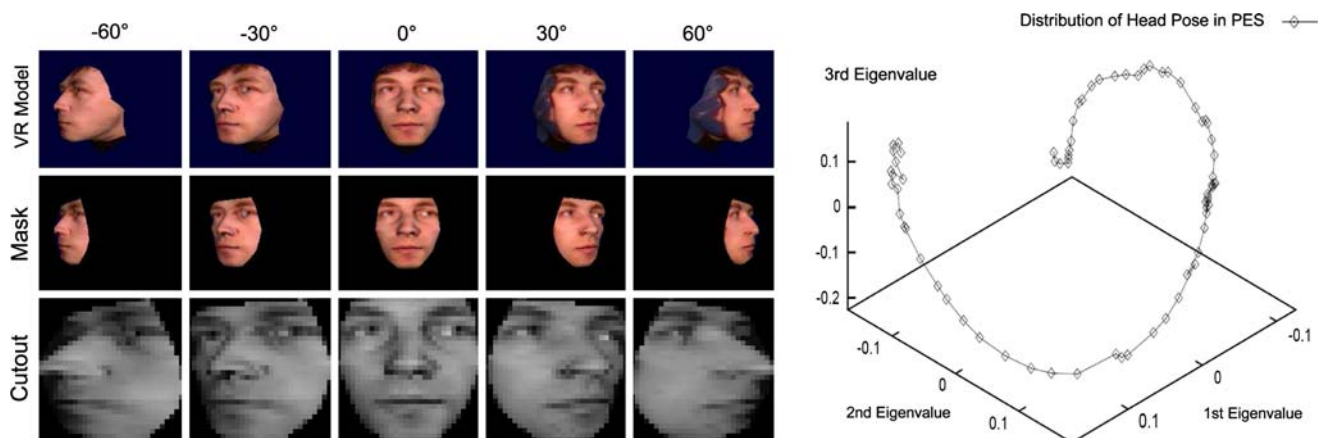 -60°
-30°
0°
30°
60°
VR Model
Mask
Cutout
Distribution of Head Pose in PES
3rd Eigenvalue
0.1
0
-0.1
-0.2
-0.1
0
0.1
2nd Eigenvalue
-0.1
0
0.1
1st Eigenvalue